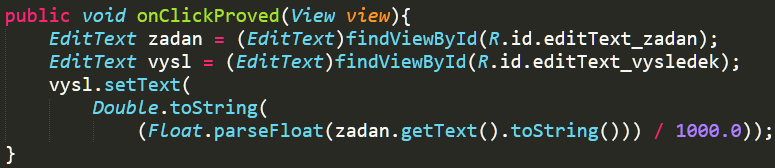 public void onClickProved(View view){
    EditText zadan = (EditText)findViewById(R.id.editText_zadan);
    EditText vysl = (EditText)findViewById(R.id.editText_vysledek);
    vysl.setText(
        Double.toString(
            (Float.parseFloat(zadan.getText().toString())) / 1000.0));
}